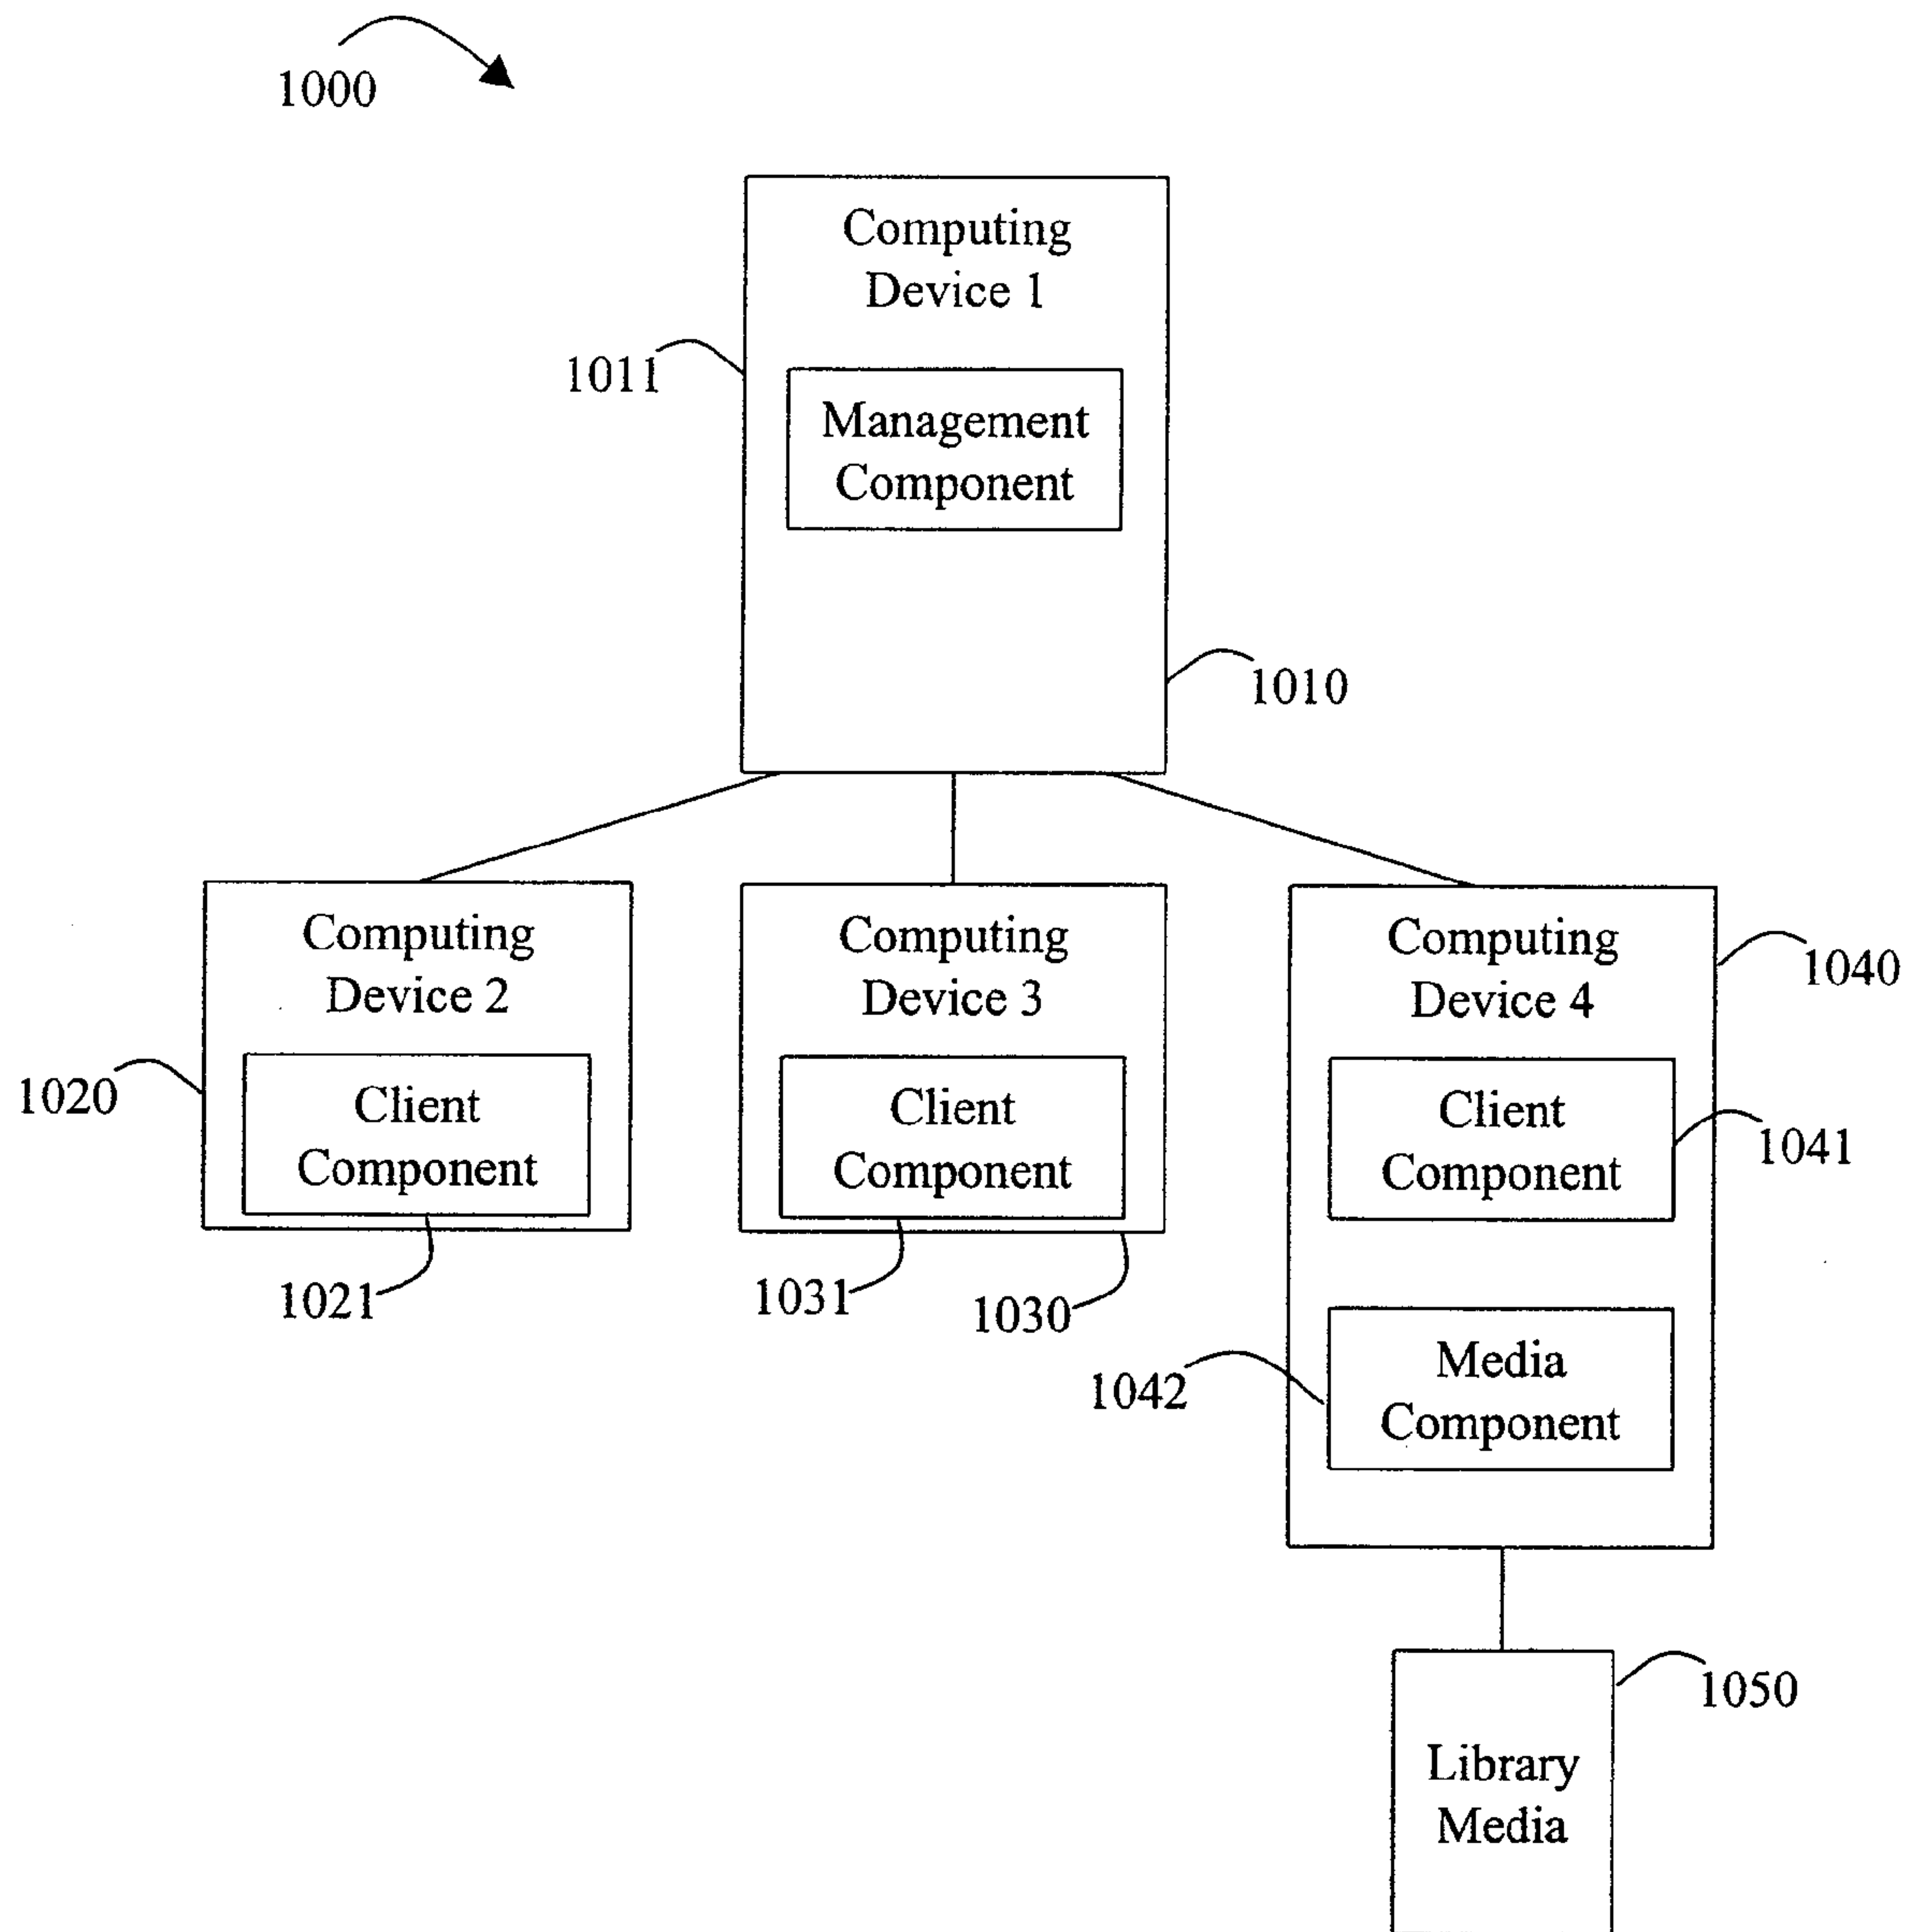 1000
Computing
Device 1
1011
Management
Component
1010
Computing
Device 2
Computing
Device 3
Computing
Device 4
1040
1020
Client
Component
Client
Component
Client
Component
1041
1021
1031
1030
1042
Media
Component
1050
Library
Media